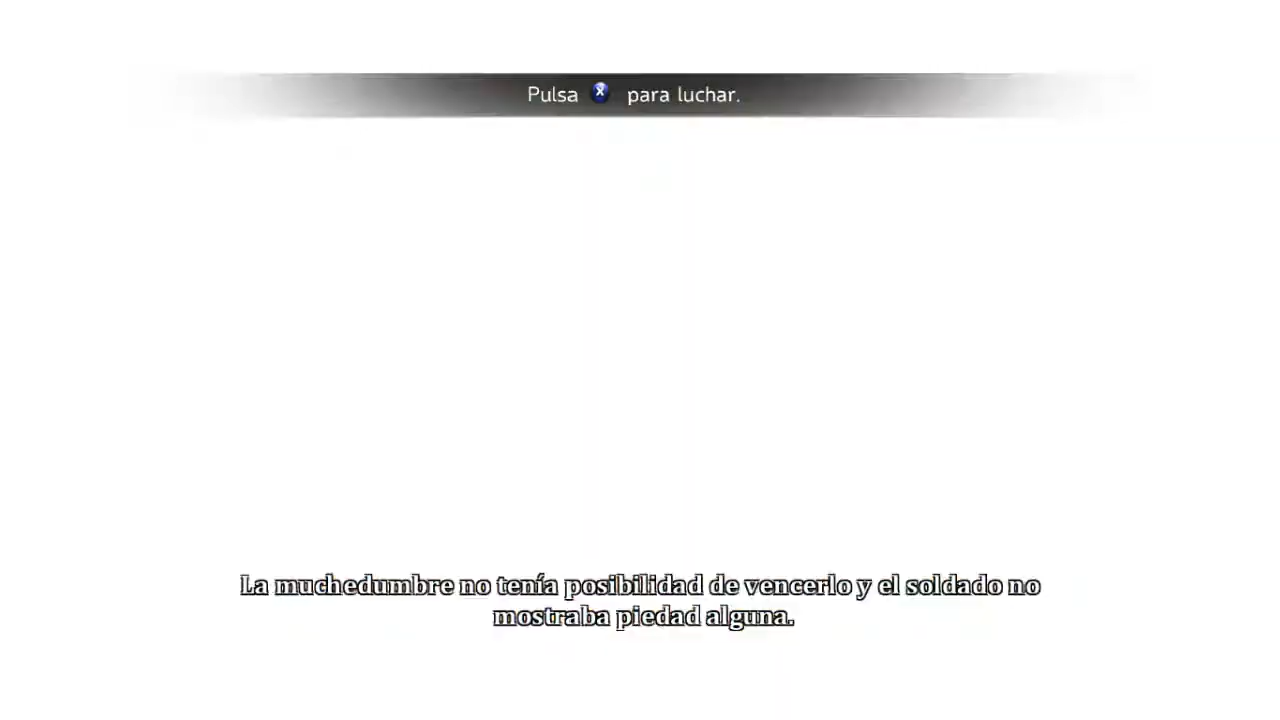 Pulsa X para luchar.
La muchedumbre no tenía posibilidad de vencerlo y el soldado no
mostraba piedad alguna.